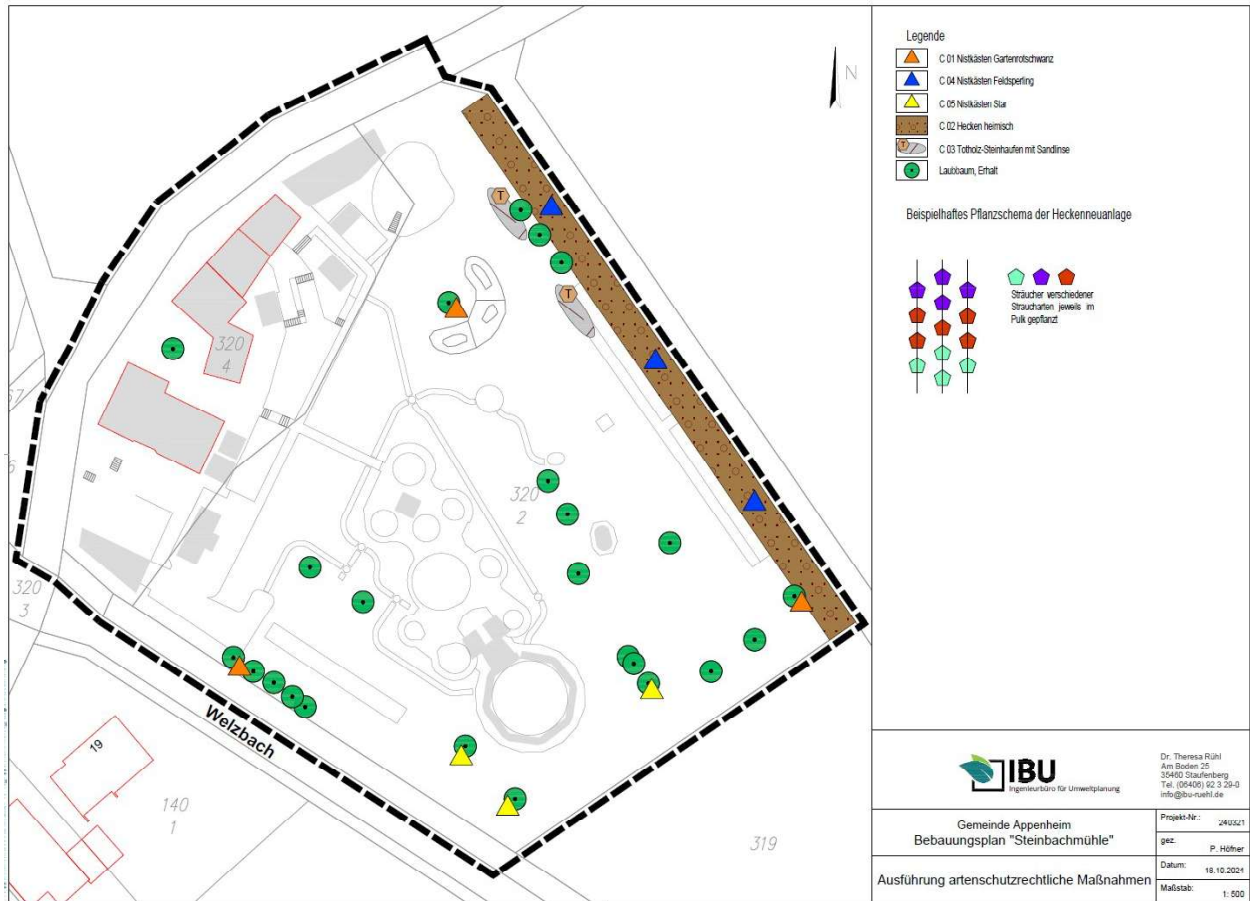 Legende
C 01 Nistkästen Gartenrotschwanz
C 04 Nistkästen Feldsperling
C 05 Nistkästen Star
C 02 Hecken heimisch
T
C 03 Totholz-Steinhaufen mit Sandlinse
Laubbaum, Erhalt
N
Beispielhaftes Pflanzschema der Heckenneuanlage
Sträucher verschiedener
Straucharten jeweils im
Pulk gepflanzt
T
T
320
4
67
6
320
2
320
3
Welzbach
19
140
1
319
IBU
Ingenieurbüro für Umweltplanung
Dr. Theresa Rühl
Am Boden 25
35460 Staufenberg
Tel. (06406) 92 3 29-0
info@ibu-ruehl.de
Gemeinde Appenheim
Bebauungsplan "Steinbachmühle"
Projekt-Nr.: 240321
gez. P. Höfner
Ausführung artenschutzrechtliche Maßnahmen
Datum: 18.10.2024
Maßstab: 1: 500